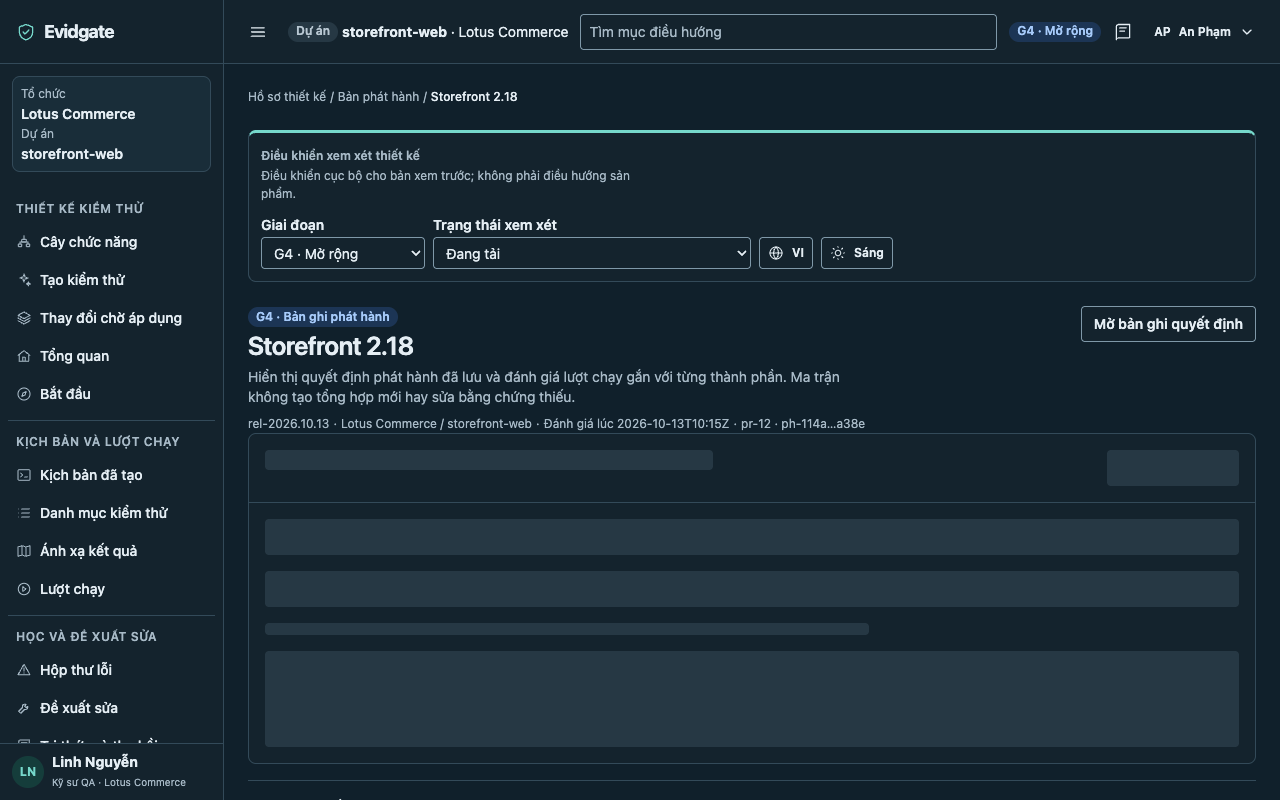 Evidgate
Dự án storefront-web · Lotus Commerce
Tìm mục điều hướng
G4 · Mở rộng
AP An Phạm
Tổ chức
Lotus Commerce
Dự án
storefront-web
THIẾT KẾ KIỂM THỬ
Cây chức năng
Tạo kiểm thử
Thay đổi chờ áp dụng
Tổng quan
Bắt đầu
KỊCH BẢN VÀ LƯỢT CHẠY
Kịch bản đã tạo
Danh mục kiểm thử
Ánh xạ kết quả
Lượt chạy
HỌC VÀ ĐỀ XUẤT SỬA
Hộp thư lỗi
Đề xuất sửa
LN Linh Nguyễn
Kỹ sư QA · Lotus Commerce
Hồ sơ thiết kế / Bản phát hành / Storefront 2.18
Điều khiển xem xét thiết kế
Điều khiển cục bộ cho bản xem trước; không phải điều hướng sản
phẩm.
Giai đoạn
Trạng thái xem xét
G4 · Mở rộng
Đang tải
VI
Sáng
G4 · Bản ghi phát hành
Storefront 2.18
Mở bản ghi quyết định
Hiển thị quyết định phát hành đã lưu và đánh giá lượt chạy gắn với từng thành phần. Ma trận
không tạo tổng hợp mới hay sửa bằng chứng thiếu.
rel-2026.10.13 · Lotus Commerce / storefront-web · Đánh giá lúc 2026-10-13T10:15Z · pr-12 · ph-114a…a38e